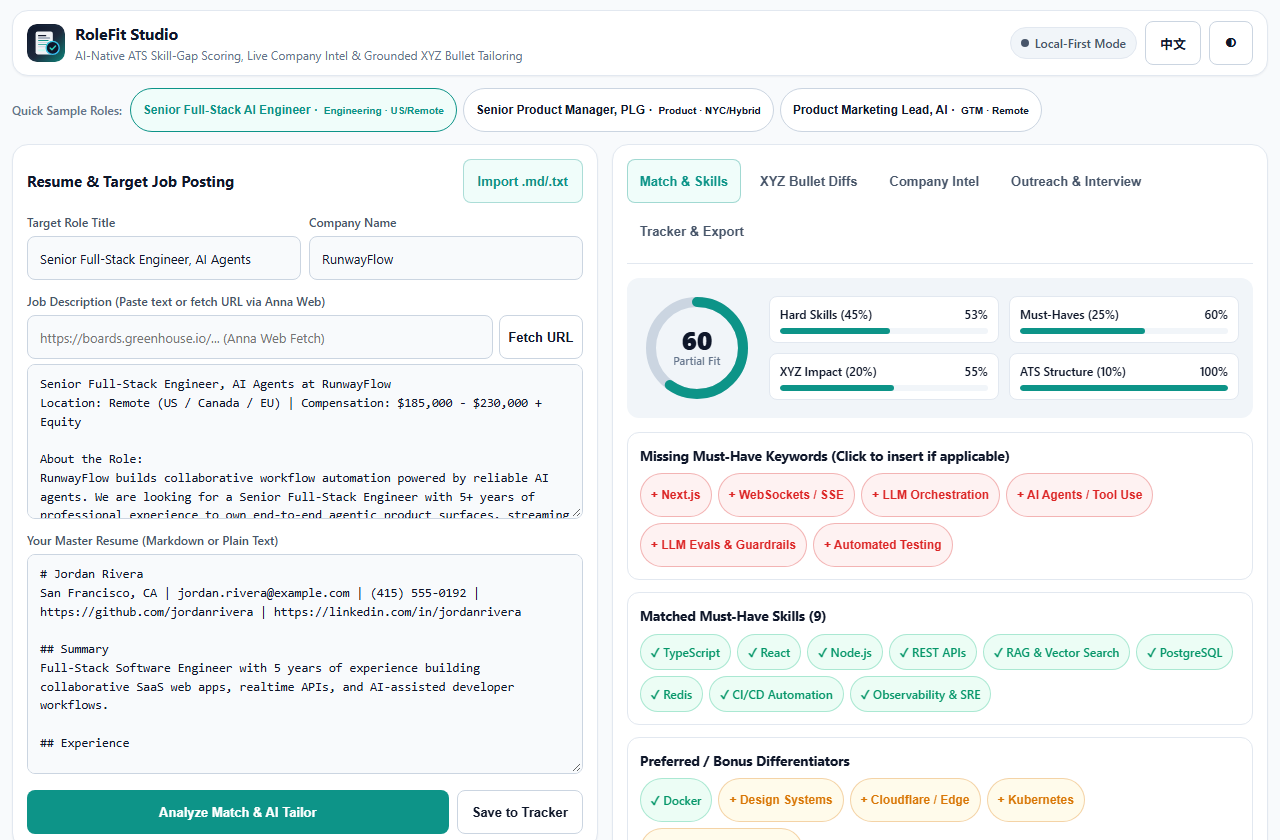 RoleFit Studio
AI-Native ATS Skill-Gap Scoring, Live Company Intel & Grounded XYZ Bullet Tailoring
Local-First Mode
中文
Quick Sample Roles:
Senior Full-Stack AI Engineer · Engineering · US/Remote
Senior Product Manager, PLG · Product · NYC/Hybrid
Product Marketing Lead, AI · GTM · Remote
Resume & Target Job Posting
Import .md/.txt
Target Role Title
Company Name
Senior Full-Stack Engineer, AI Agents
RunwayFlow
Job Description (Paste text or fetch URL via Anna Web)
https://boards.greenhouse.io/... (Anna Web Fetch)
Fetch URL
Senior Full-Stack Engineer, AI Agents at RunwayFlow
Location: Remote (US / Canada / EU) | Compensation: $185,000 - $230,000 +
Equity
About the Role:
RunwayFlow builds collaborative workflow automation powered by reliable AI
agents. We are looking for a Senior Full-Stack Engineer with 5+ years of
professional experience to own end-to-end agentic product surfaces, streaming
Your Master Resume (Markdown or Plain Text)
# Jordan Rivera
San Francisco, CA | jordan.rivera@example.com | (415) 555-0192 |
https://github.com/jordanrivera | https://linkedin.com/in/jordanrivera
## Summary
Full-Stack Software Engineer with 5 years of experience building
collaborative SaaS web apps, realtime APIs, and AI-assisted developer
workflows.
## Experience
Analyze Match & AI Tailor
Save to Tracker
Match & Skills
XYZ Bullet Diffs
Company Intel
Outreach & Interview
Tracker & Export
60
Partial Fit
Hard Skills (45%) 53%
Must-Haves (25%) 60%
XYZ Impact (20%) 55%
ATS Structure (10%) 100%
Missing Must-Have Keywords (Click to insert if applicable)
+ Next.js
+ WebSockets / SSE
+ LLM Orchestration
+ AI Agents / Tool Use
+ LLM Evals & Guardrails
+ Automated Testing
Matched Must-Have Skills (9)
✓ TypeScript
✓ React
✓ Node.js
✓ REST APIs
✓ RAG & Vector Search
✓ PostgreSQL
✓ Redis
✓ CI/CD Automation
✓ Observability & SRE
Preferred / Bonus Differentiators
✓ Docker
+ Design Systems
+ Cloudflare / Edge
+ Kubernetes